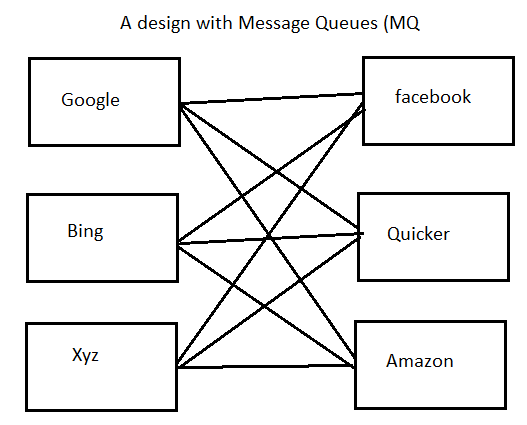 A design with Message Queues (MQ
Google
facebook
Bing
Quicker
Xyz
Amazon